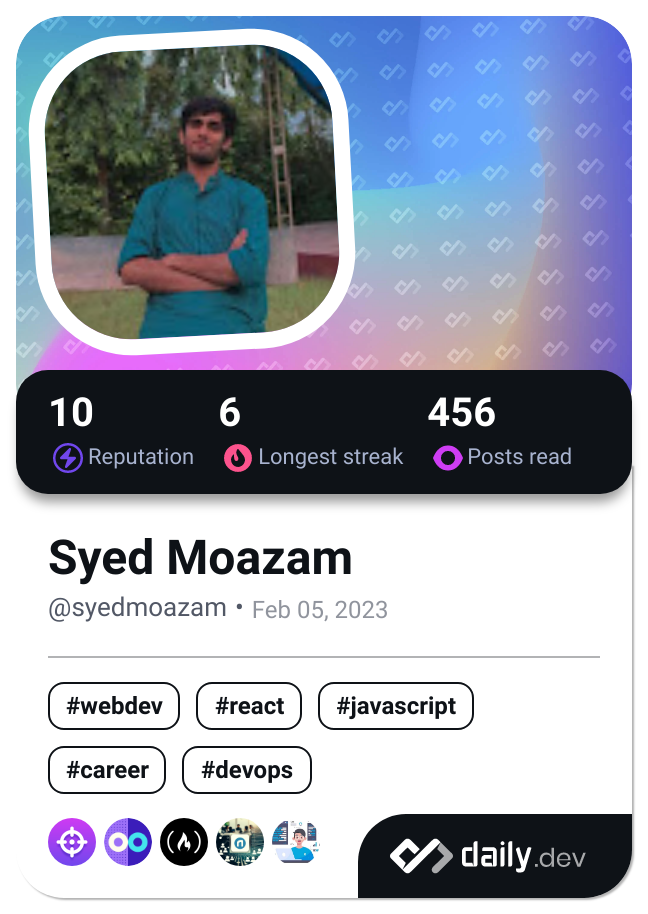 10 6 456
Reputation Longest streak Posts read
Syed Moazam
@syedmoazam • Feb 05, 2023
#webdev #react #javascript
#career #devops
daily.dev